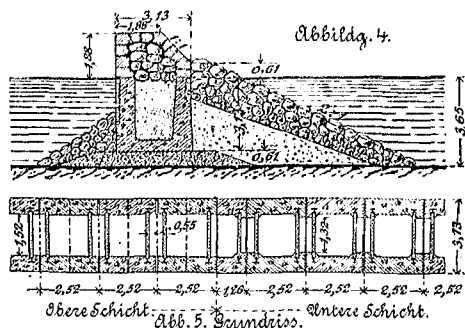 3,13
1,88
Abbildg. 4.
1,28
0,61
3,65
0,61
1,52
0,55
1,32
3,13
2,52 2,52 2,52 1,26 2,52 2,52 2,52 2,52
Obere Schicht. Untere Schicht.
Abb. 5. Grundriss.